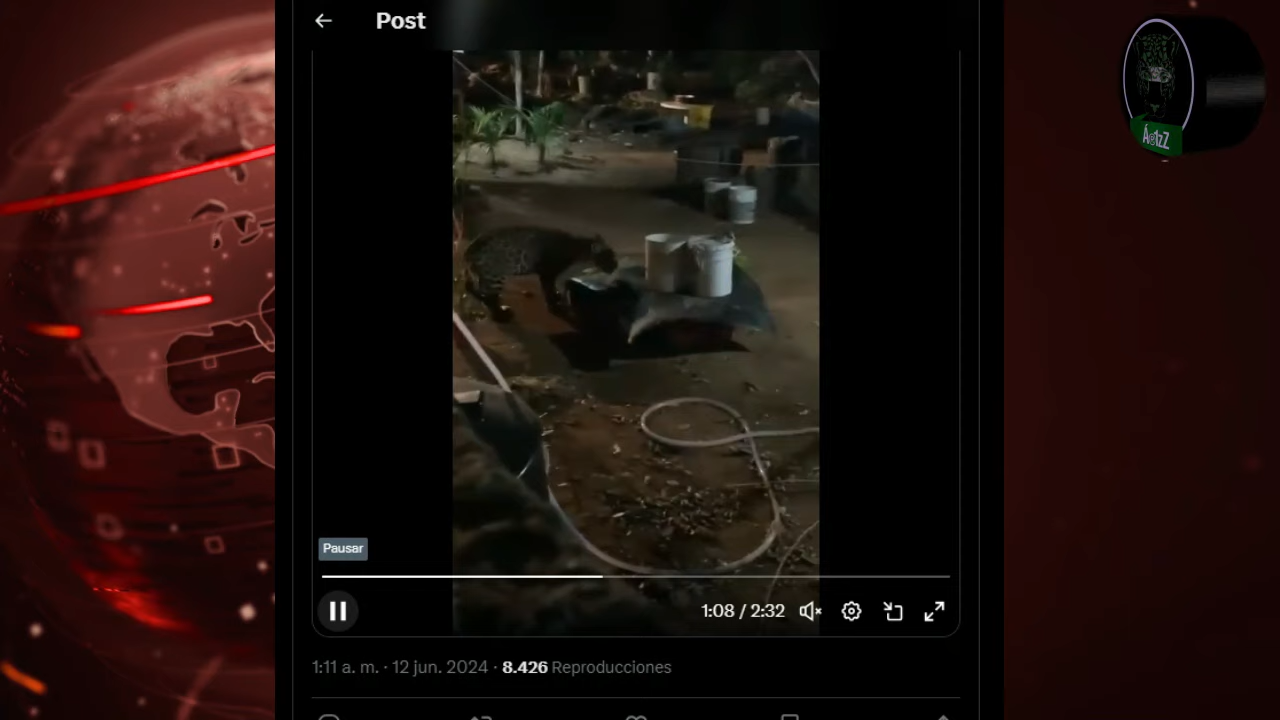 Post
Pausar
1:08 / 2:32
1:11 a. m. · 12 jun. 2024 · 8.426 Reproducciones